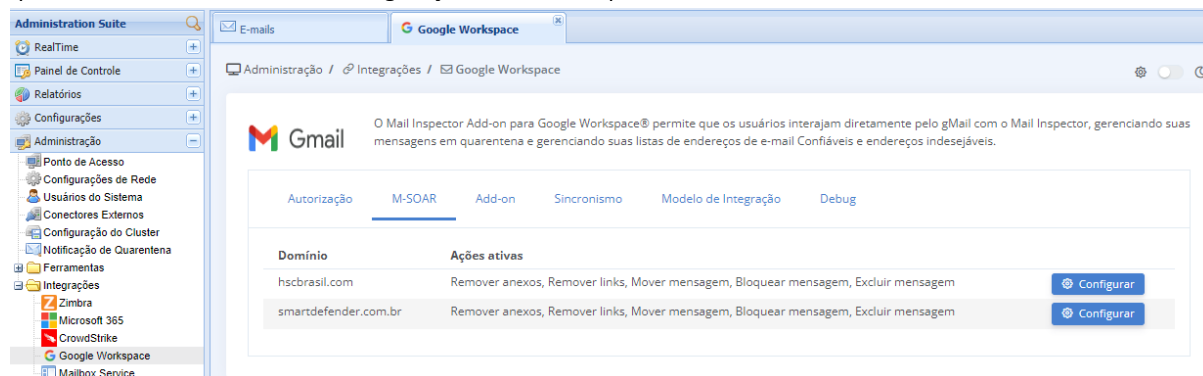 Administration Suite
RealTime
Painel de Controle
Relatórios
Configurações
Administração
Ponto de Acesso
Configurações de Rede
Usuários do Sistema
Conectores Externos
Configuração do Cluster
Notificação de Quarentena
Ferramentas
Integrações
Zimbra
Microsoft 365
CrowdStrike
Google Workspace
Mailbox Service
E-mails
Google Workspace
Administração / Integrações / Google Workspace
Gmail
O Mail Inspector Add-on para Google Workspace® permite que os usuários interajam diretamente pelo gMail com o Mail Inspector, gerenciando suas
mensagens em quarentena e gerenciando suas listas de endereços de e-mail Confiáveis e endereços indesejáveis.
Autorização M-SOAR Add-on Sincronismo Modelo de Integração Debug
Domínio Ações ativas
hscbrasil.com Remover anexos, Remover links, Mover mensagem, Bloquear mensagem, Excluir mensagem Configurar
smartdefender.com.br Remover anexos, Remover links, Mover mensagem, Bloquear mensagem, Excluir mensagem Configurar